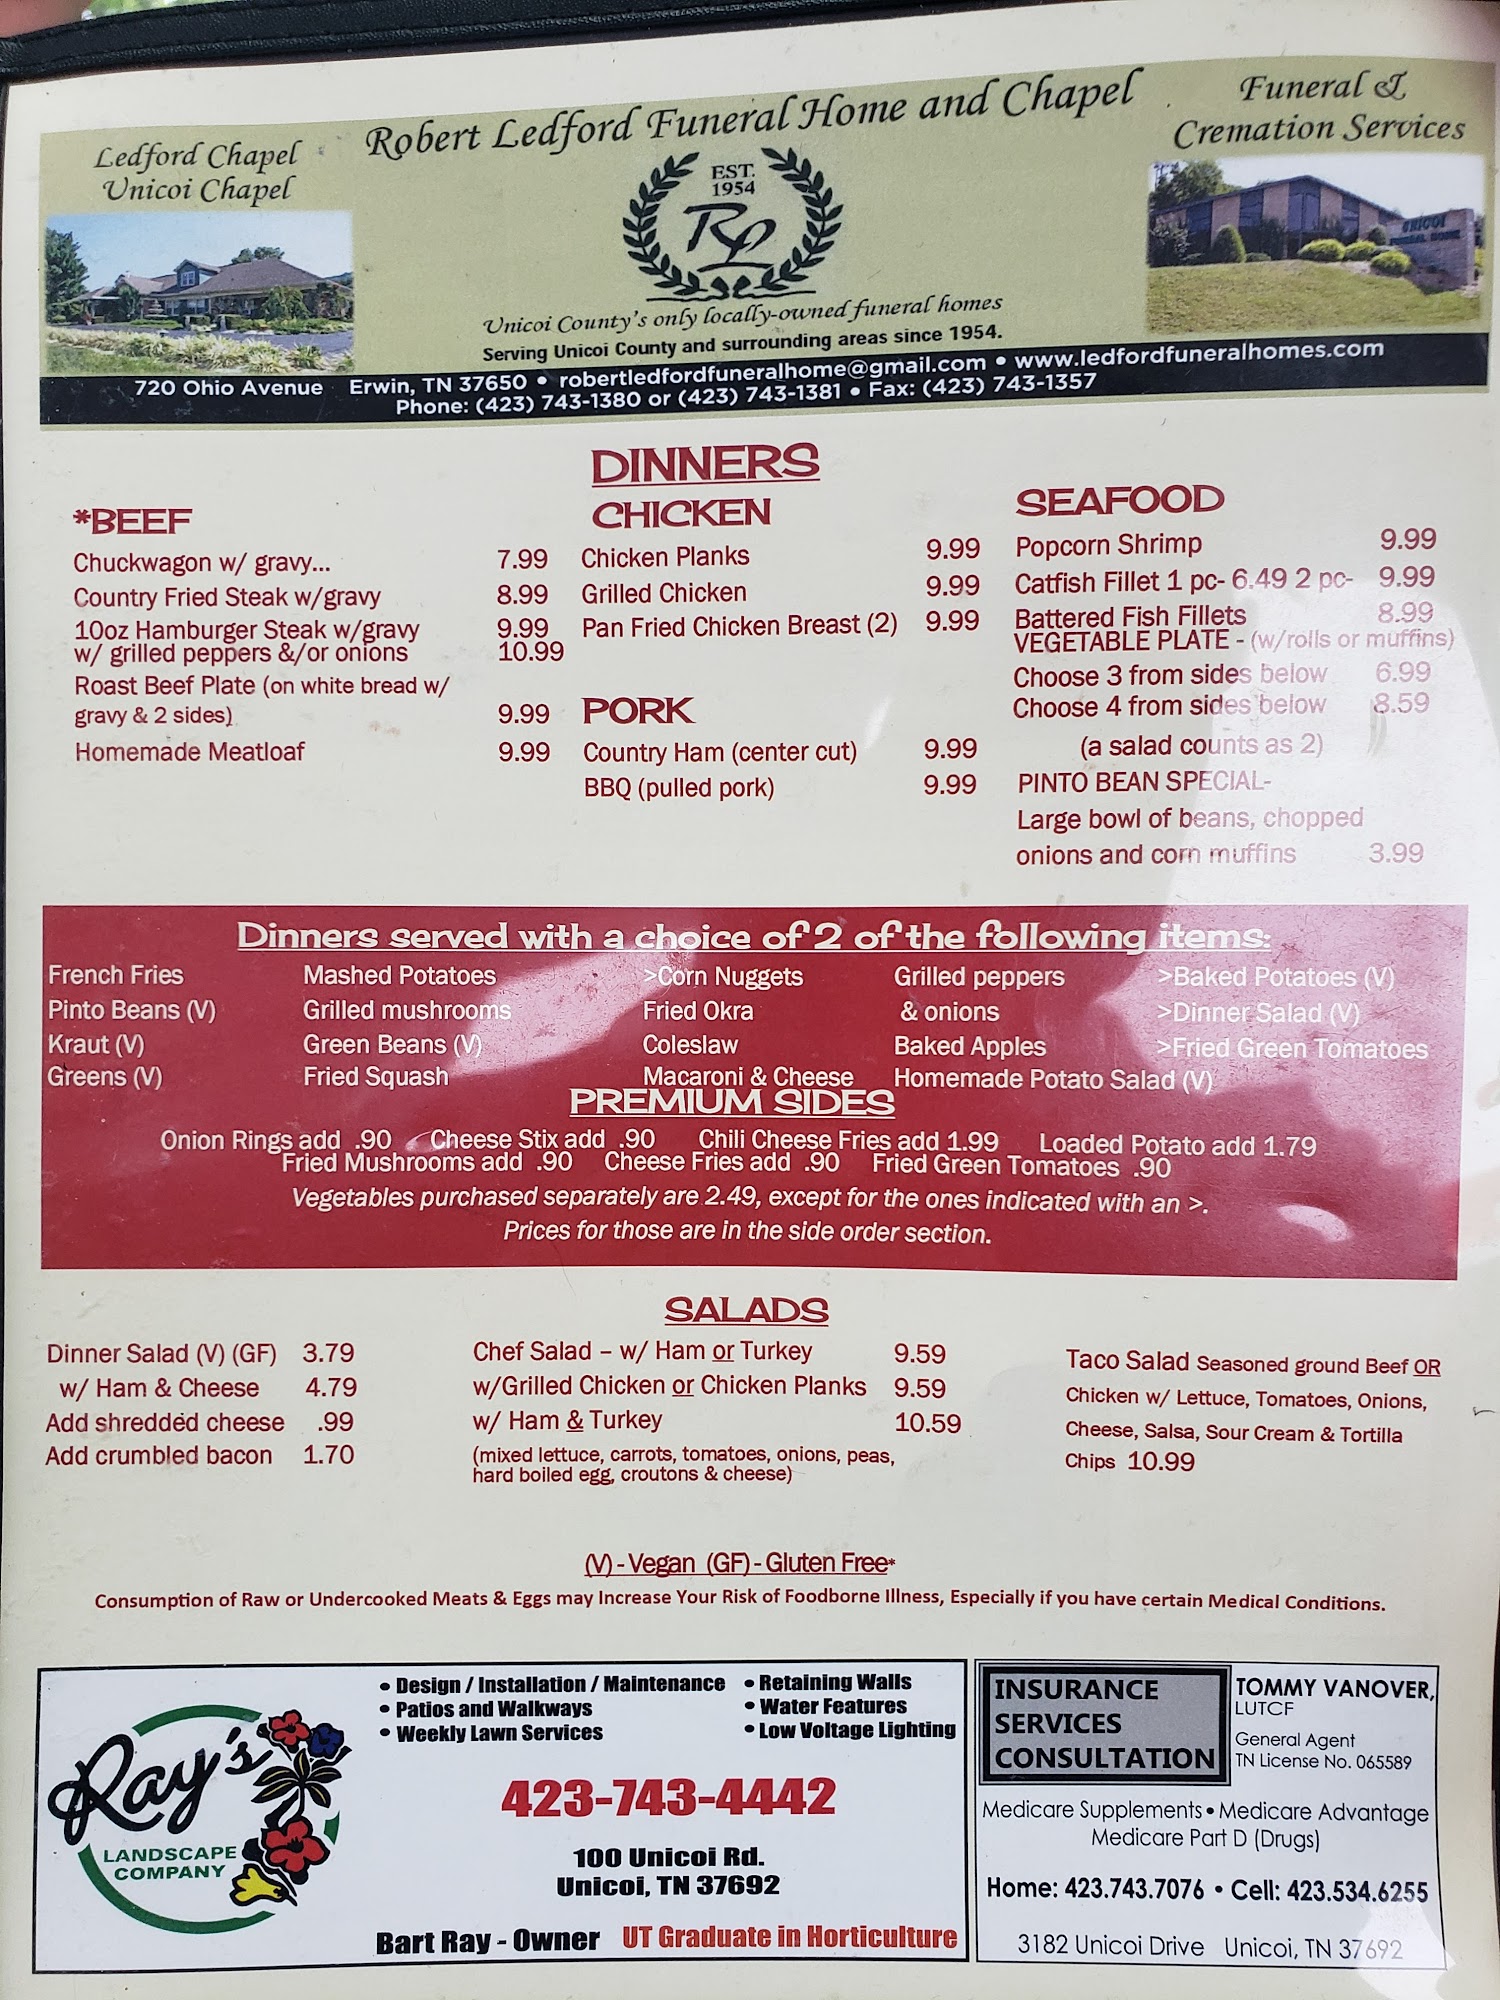 Ledford Chapel
Unicoi Chapel
Robert Ledford Funeral Home and Chapel
Funeral &
Cremation Services
EST.
1954
RL
UNICOI
FUNERAL HOME
Unicoi County's only locally-owned funeral homes
Serving Unicoi County and surrounding areas since 1954.
720 Ohio Avenue Erwin, TN 37650 • robertledfordfuneralhome@gmail.com • www.ledfordfuneralhomes.com
Phone: (423) 743-1380 or (423) 743-1381 • Fax: (423) 743-1357
DINNERS
*BEEF
Chuckwagon w/ gravy... 7.99
Country Fried Steak w/gravy 8.99
10oz Hamburger Steak w/gravy 9.99
w/ grilled peppers &/or onions 10.99
Roast Beef Plate (on white bread w/
gravy & 2 sides) 9.99
Homemade Meatloaf 9.99
CHICKEN
Chicken Planks 9.99
Grilled Chicken 9.99
Pan Fried Chicken Breast (2) 9.99
PORK
Country Ham (center cut) 9.99
BBQ (pulled pork) 9.99
SEAFOOD
Popcorn Shrimp 9.99
Catfish Fillet 1 pc- 6.49 2 pc- 9.99
Battered Fish Fillets 8.99
VEGETABLE PLATE - (w/rolls or muffins)
Choose 3 from sides below 6.99
Choose 4 from sides below 8.59
(a salad counts as 2)
PINTO BEAN SPECIAL-
Large bowl of beans, chopped
onions and corn muffins 3.99
Dinners served with a choice of 2 of the following items:
French Fries Mashed Potatoes >Corn Nuggets Grilled peppers >Baked Potatoes (V)
Pinto Beans (V) Grilled mushrooms Fried Okra & onions >Dinner Salad (V)
Kraut (V) Green Beans (V) Coleslaw Baked Apples >Fried Green Tomatoes
Greens (V) Fried Squash Macaroni & Cheese Homemade Potato Salad (V)
PREMIUM SIDES
Onion Rings add .90 Cheese Stix add .90 Chili Cheese Fries add 1.99 Loaded Potato add 1.79
Fried Mushrooms add .90 Cheese Fries add .90 Fried Green Tomatoes .90
Vegetables purchased separately are 2.49, except for the ones indicated with an >.
Prices for those are in the side order section.
SALADS
Dinner Salad (V) (GF) 3.79
w/ Ham & Cheese 4.79
Add shredded cheese .99
Add crumbled bacon 1.70
Chef Salad – w/ Ham or Turkey 9.59
w/Grilled Chicken or Chicken Planks 9.59
w/ Ham & Turkey 10.59
(mixed lettuce, carrots, tomatoes, onions, peas,
hard boiled egg, croutons & cheese)
Taco Salad Seasoned ground Beef OR
Chicken w/ Lettuce, Tomatoes, Onions,
Cheese, Salsa, Sour Cream & Tortilla
Chips 10.99
(V) - Vegan (GF) - Gluten Free*
Consumption of Raw or Undercooked Meats & Eggs may Increase Your Risk of Foodborne Illness, Especially if you have certain Medical Conditions.
Ray's
LANDSCAPE
COMPANY
• Design / Installation / Maintenance • Retaining Walls
• Patios and Walkways • Water Features
• Weekly Lawn Services • Low Voltage Lighting
423-743-4442
100 Unicoi Rd.
Unicoi, TN 37692
Bart Ray - Owner UT Graduate in Horticulture
INSURANCE
SERVICES
CONSULTATION
TOMMY VANOVER,
LUTCF
General Agent
TN License No. 065589
Medicare Supplements • Medicare Advantage
Medicare Part D (Drugs)
Home: 423.743.7076 • Cell: 423.534.6255
3182 Unicoi Drive Unicoi, TN 37692